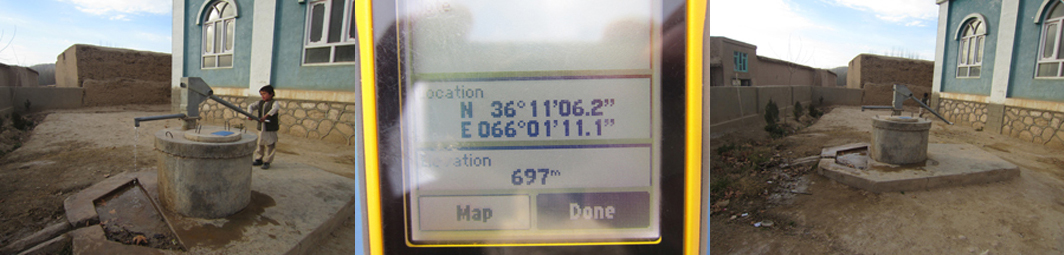 Location
N 36°11'06.2"
E 066°01'11.1"
Elevation
697m
Map
Done